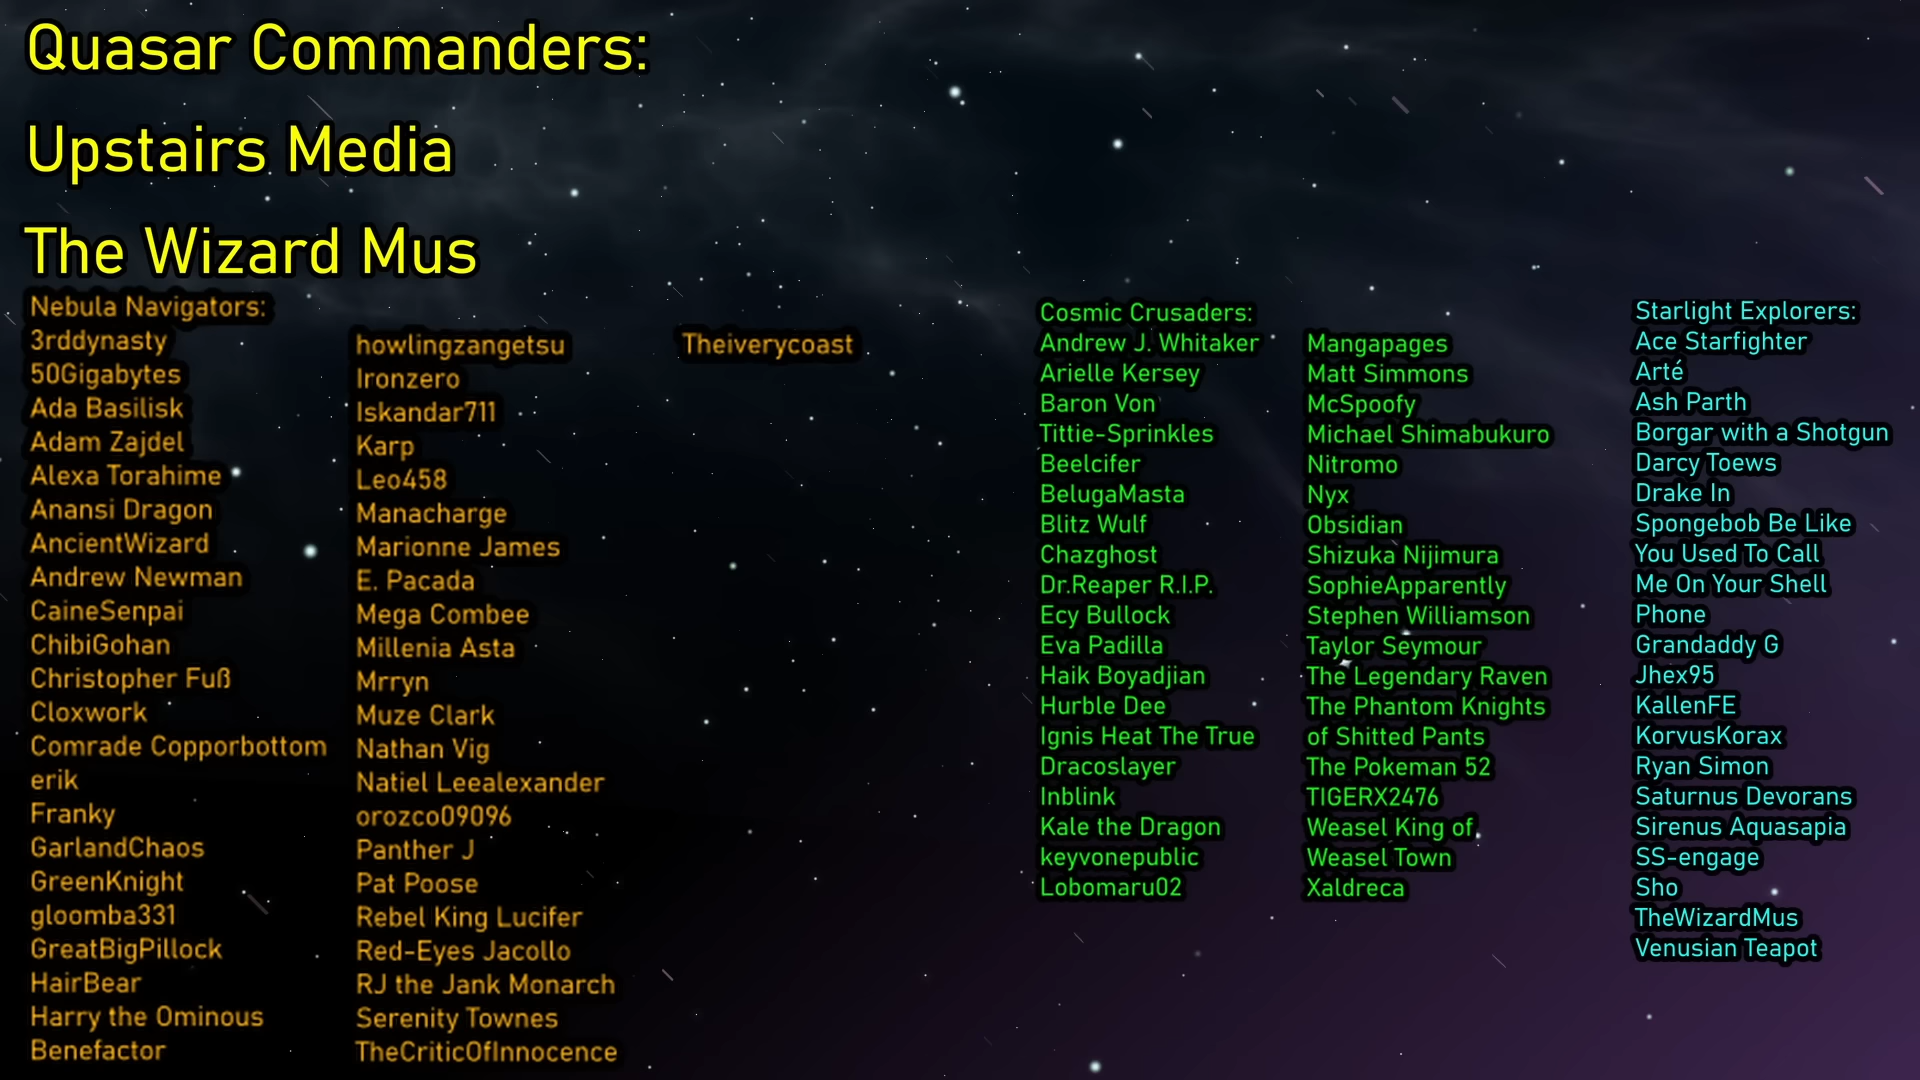 Quasar Commanders:
Upstairs Media
The Wizard Mus
Nebula Navigators:
3rddynasty
50Gigabytes
Ada Basilisk
Adam Zajdel
Alexa Torahime
Anansi Dragon
AncientWizard
Andrew Newman
CaineSenpai
ChibiGohan
Christopher Fuß
Cloxwork
Comrade Copporbottom
erik
Franky
GarlandChaos
GreenKnight
gloomba331
GreatBigPillock
HairBear
Harry the Ominous
Benefactor
howlingzangetsu
Ironzero
Iskandar711
Karp
Leo458
Manacharge
Marionne James
E. Pacada
Mega Combee
Millenia Asta
Mrryn
Muze Clark
Nathan Vig
Natiel Leealexander
orozco09096
Panther J
Pat Poose
Rebel King Lucifer
Red-Eyes Jacollo
RJ the Jank Monarch
Serenity Townes
TheCriticOfInnocence
Theiverycoast
Cosmic Crusaders:
Andrew J. Whitaker
Arielle Kersey
Baron Von
Tittie-Sprinkles
Beelcifer
BelugaMasta
Blitz Wulf
Chazghost
Dr.Reaper R.I.P.
Ecy Bullock
Eva Padilla
Haik Boyadjian
Hurble Dee
Ignis Heat The True
Dracoslayer
Inblink
Kale the Dragon
keyvonepublic
Lobomaru02
Mangapages
Matt Simmons
McSpoofy
Michael Shimabukuro
Nitromo
Nyx
Obsidian
Shizuka Nijimura
SophieApparently
Stephen Williamson
Taylor Seymour
The Legendary Raven
The Phantom Knights
of Shitted Pants
The Pokeman 52
TIGERX2476
Weasel King of
Weasel Town
Xaldreca
Starlight Explorers:
Ace Starfighter
Arté
Ash Parth
Borgar with a Shotgun
Darcy Toews
Drake In
Spongebob Be Like
You Used To Call
Me On Your Shell
Phone
Grandaddy G
Jhex95
KallenFE
KorvusKorax
Ryan Simon
Saturnus Devorans
Sirenus Aquasapia
SS-engage
Sho
TheWizardMus
Venusian Teapot